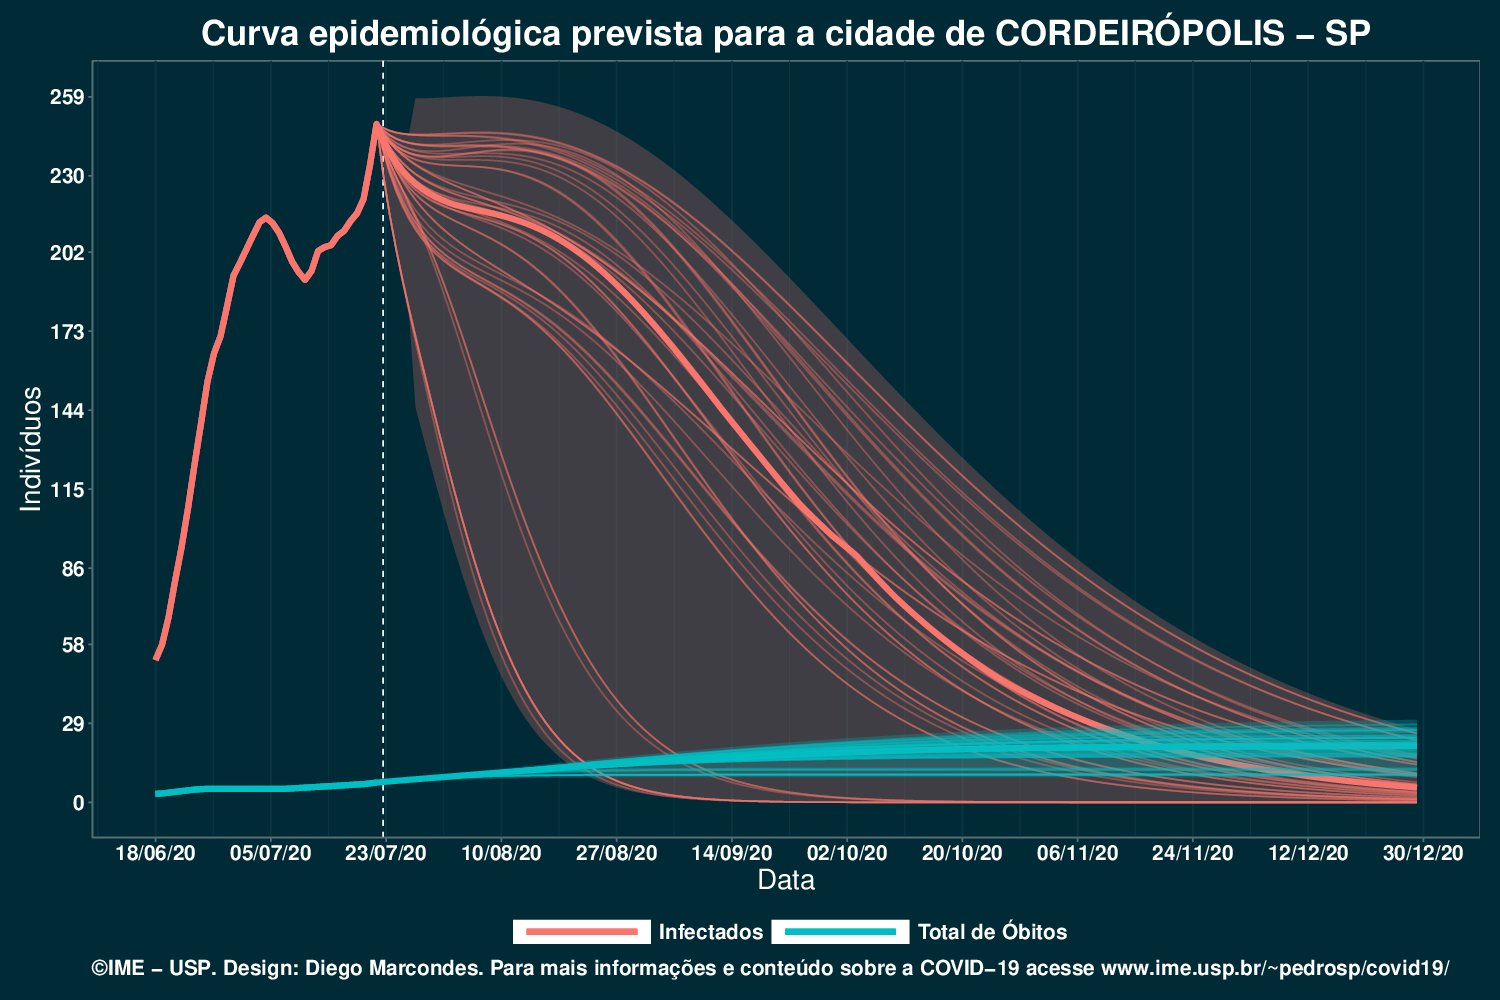 Curva epidemiológica prevista para a cidade de CORDEIRÓPOLIS – SP
259
230
202
173
144
115
86
58
29
0
Indivíduos
18/06/20 05/07/20 23/07/20 10/08/20 27/08/20 14/09/20 02/10/20 20/10/20 06/11/20 24/11/20 12/12/20 30/12/20
Data
Infectados Total de Óbitos
©IME – USP. Design: Diego Marcondes. Para mais informações e conteúdo sobre a COVID–19 acesse www.ime.usp.br/~pedrosp/covid19/